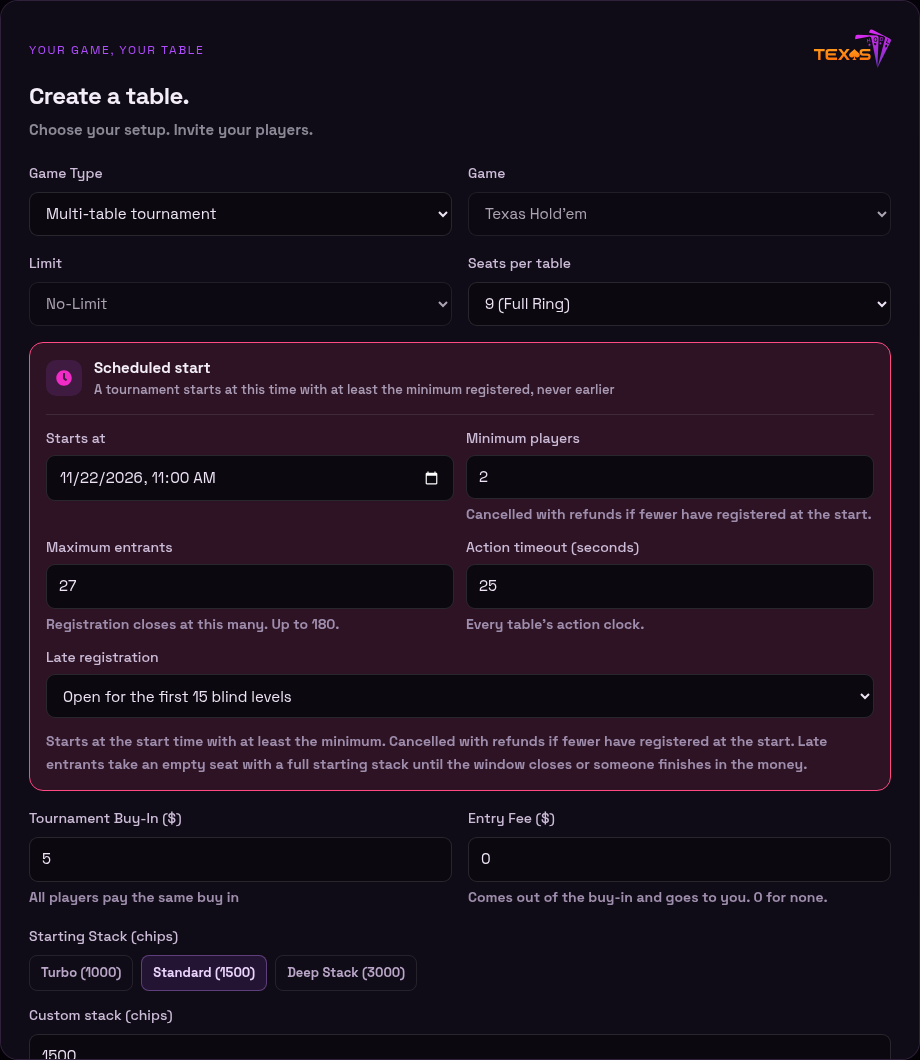 YOUR GAME, YOUR TABLE
TEXAS
Create a table.
Choose your setup. Invite your players.
Game Type
Game
Multi-table tournament
Texas Hold'em
Limit
Seats per table
No-Limit
9 (Full Ring)
Scheduled start
A tournament starts at this time with at least the minimum registered, never earlier
Starts at
Minimum players
11/22/2026, 11:00 AM
2
Cancelled with refunds if fewer have registered at the start.
Maximum entrants
Action timeout (seconds)
27
25
Registration closes at this many. Up to 180.
Every table's action clock.
Late registration
Open for the first 15 blind levels
Starts at the start time with at least the minimum. Cancelled with refunds if fewer have registered at the start. Late
entrants take an empty seat with a full starting stack until the window closes or someone finishes in the money.
Tournament Buy-In ($)
Entry Fee ($)
5
0
All players pay the same buy in
Comes out of the buy-in and goes to you. 0 for none.
Starting Stack (chips)
Turbo (1000)
Standard (1500)
Deep Stack (3000)
Custom stack (chips)
1500